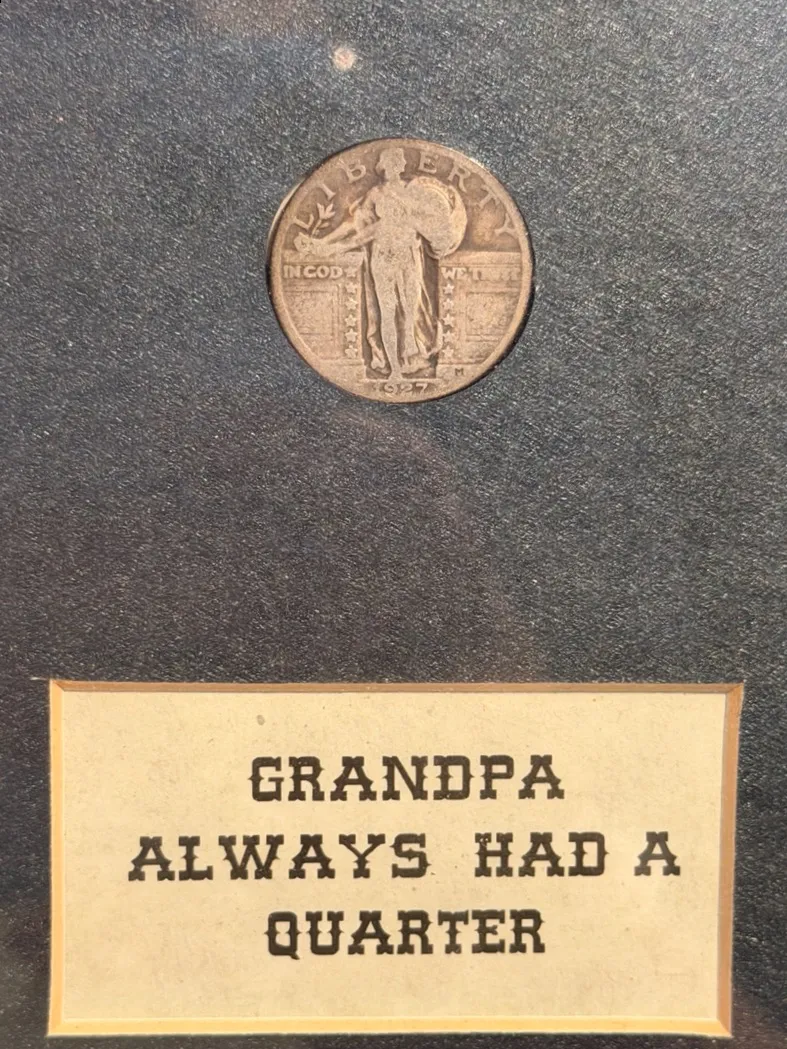 LIBERTY
IN GOD WE TRUST
M
1927
GRANDPA
ALWAYS HAD A
QUARTER